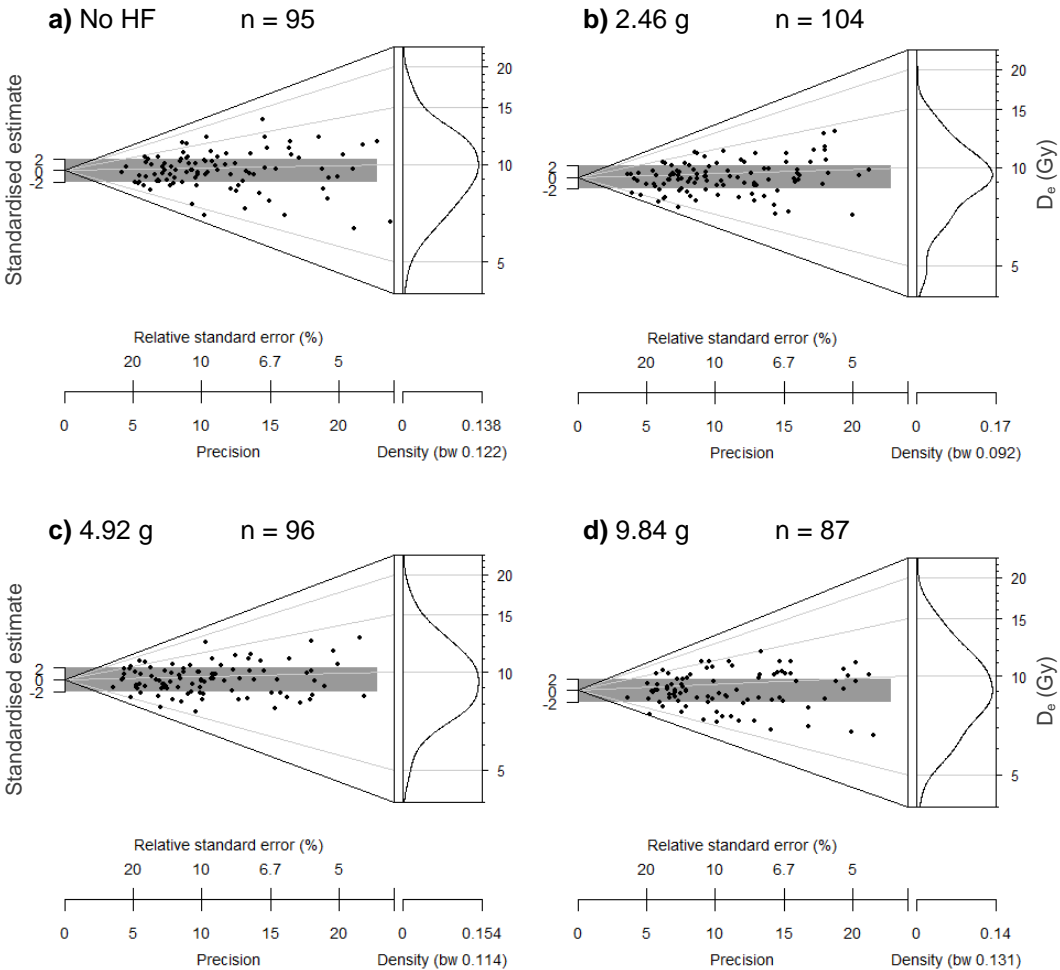 a) No HF n = 95
Standardised estimate
2
0
-2
20
15
10
5
Relative standard error (%)
20 10 6.7 5
0 5 10 15 20 0 0.138
Precision Density (bw 0.122)
b) 2.46 g n = 104
2
0
-2
20
15
10
5
De (Gy)
Relative standard error (%)
20 10 6.7 5
0 5 10 15 20 0 0.17
Precision Density (bw 0.092)
c) 4.92 g n = 96
Standardised estimate
2
0
-2
20
15
10
5
Relative standard error (%)
20 10 6.7 5
0 5 10 15 20 0 0.154
Precision Density (bw 0.114)
d) 9.84 g n = 87
2
0
-2
20
15
10
5
De (Gy)
Relative standard error (%)
20 10 6.7 5
0 5 10 15 20 0 0.14
Precision Density (bw 0.131)